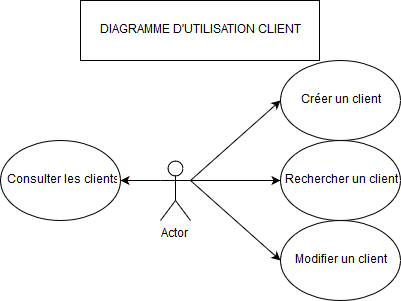 DIAGRAMME D'UTILISATION CLIENT
Créer un client
Consulter les clients
Rechercher un client
Actor
Modifier un client